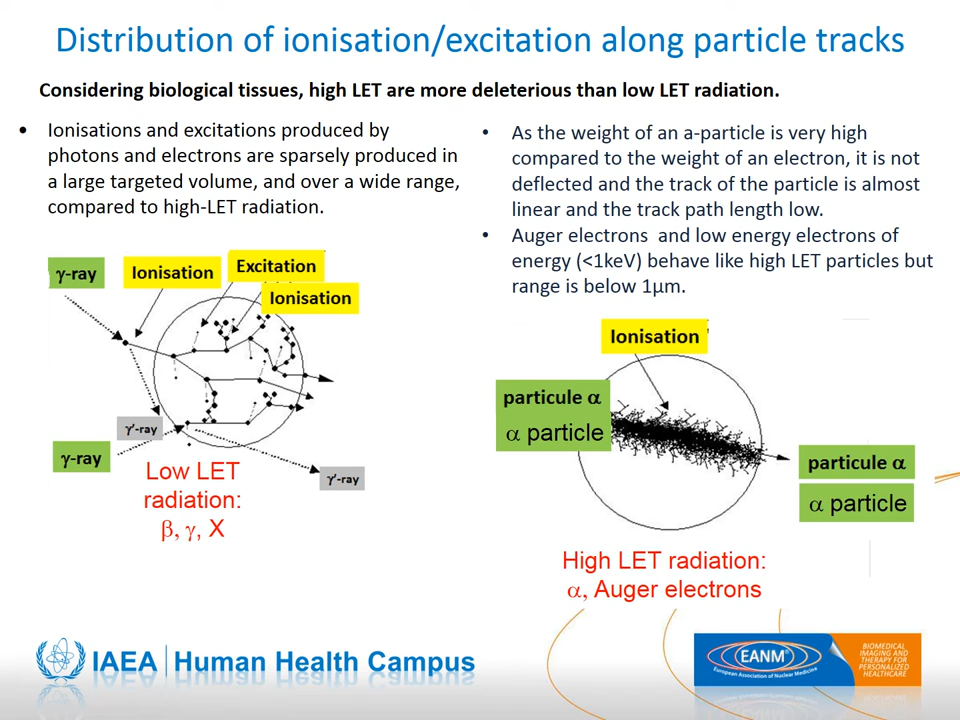 Distribution of ionisation/excitation along particle tracks
Considering biological tissues, high LET are more deleterious than low LET radiation.
• Ionisations and excitations produced by
photons and electrons are sparsely produced in
a large targeted volume, and over a wide range,
compared to high-LET radiation.
• As the weight of an a-particle is very high
compared to the weight of an electron, it is not
deflected and the track of the particle is almost
linear and the track path length low.
• Auger electrons and low energy electrons of
energy (<1keV) behave like high LET particles but
range is below 1µm.
γ-ray
Ionisation
Excitation
Ionisation
γ'-ray
γ-ray
γ'-ray
Low LET
radiation:
β, γ, X
Ionisation
particule α
α particle
particule α
α particle
High LET radiation:
α, Auger electrons
IAEA | Human Health Campus
EANM
European Association of Nuclear Medicine
BIOMEDICAL
IMAGING AND
THERAPY FOR
PERSONALIZED
HEALTHCARE